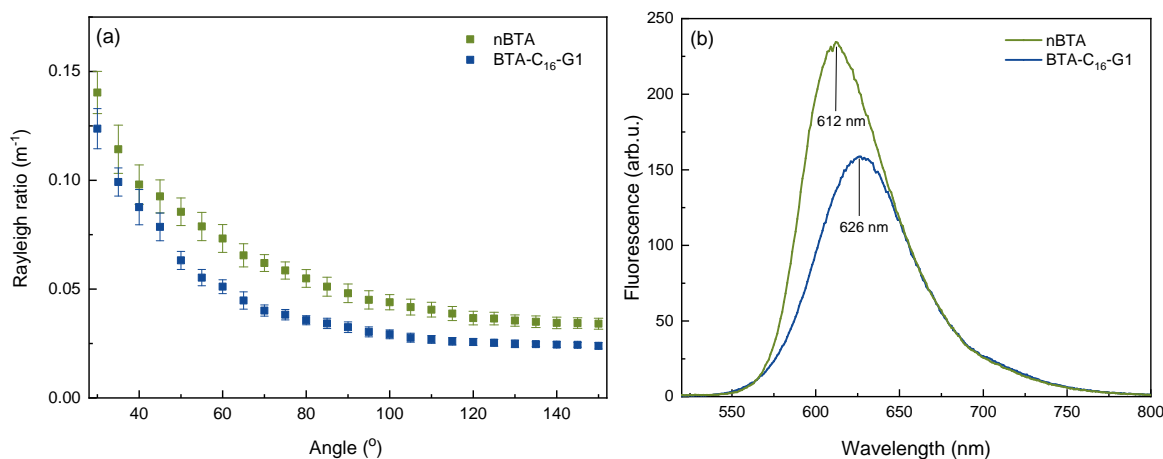 (a)
nBTA
BTA-C₁₆-G1
0.15
0.10
0.05
0.00
Rayleigh ratio (m⁻¹)
40 60 80 100 120 140
Angle (⁰)
(b)
nBTA
BTA-C₁₆-G1
250
200
150
100
50
0
Fluorescence (arb.u.)
612 nm
626 nm
550 600 650 700 750 800
Wavelength (nm)